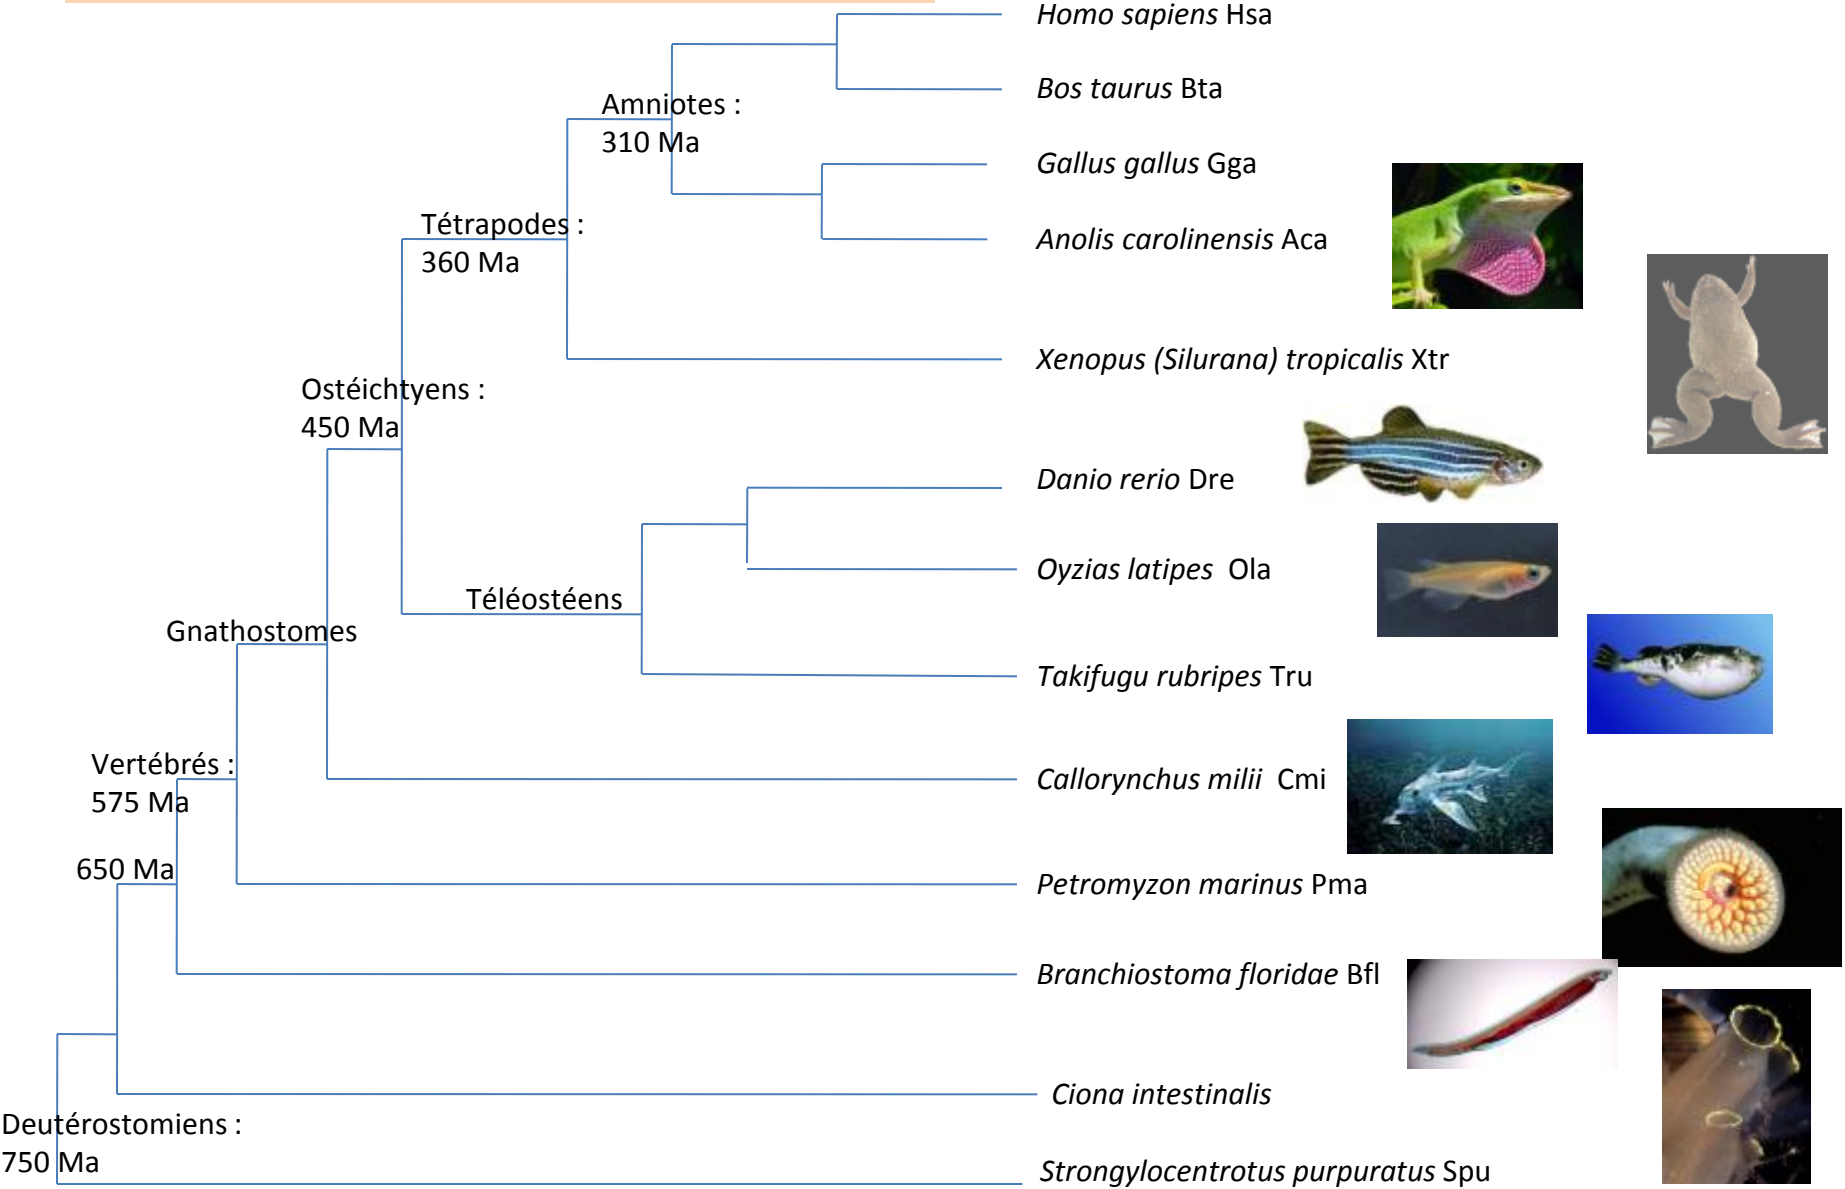 Homo sapiens Hsa
Bos taurus Bta
Amniotes :
310 Ma
Gallus gallus Gga
Anolis carolinensis Aca
Tétrapodes :
360 Ma
Xenopus (Silurana) tropicalis Xtr
Ostéichtyens :
450 Ma
Danio rerio Dre
Oyzias latipes Ola
Téléostéens
Gnathostomes
Takifugu rubripes Tru
Vertébrés :
575 Ma
Callorynchus milii Cmi
650 Ma
Petromyzon marinus Pma
Branchiostoma floridae Bfl
Ciona intestinalis
Deutérostomiens :
750 Ma
Strongylocentrotus purpuratus Spu